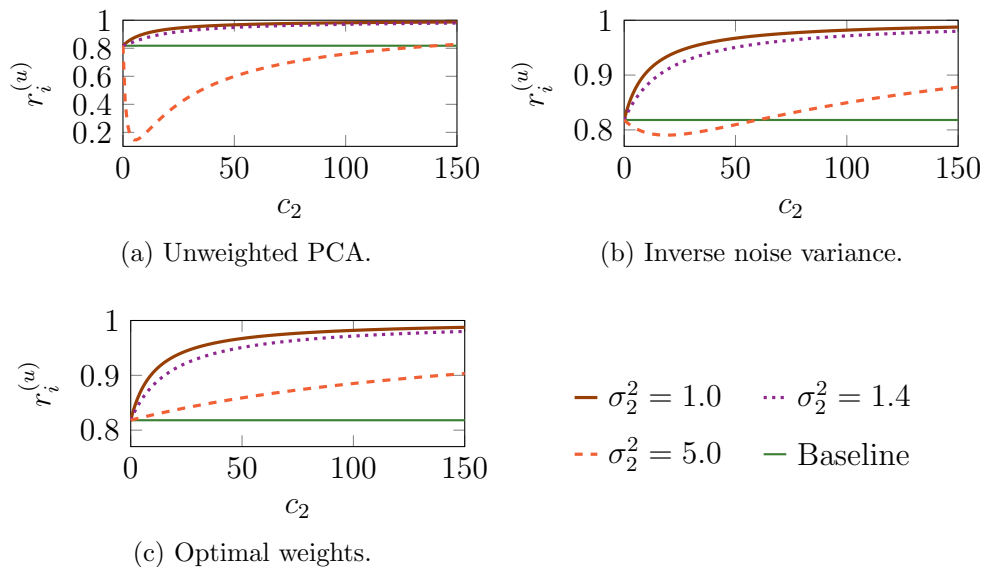 1
0.8
0.6
0.4
0.2
r_i^{(u)}
0 50 100 150
c_2
(a) Unweighted PCA.
1
0.9
0.8
r_i^{(u)}
0 50 100 150
c_2
(b) Inverse noise variance.
1
0.9
0.8
r_i^{(u)}
0 50 100 150
c_2
(c) Optimal weights.
σ_2^2 = 1.0 σ_2^2 = 1.4
σ_2^2 = 5.0 Baseline